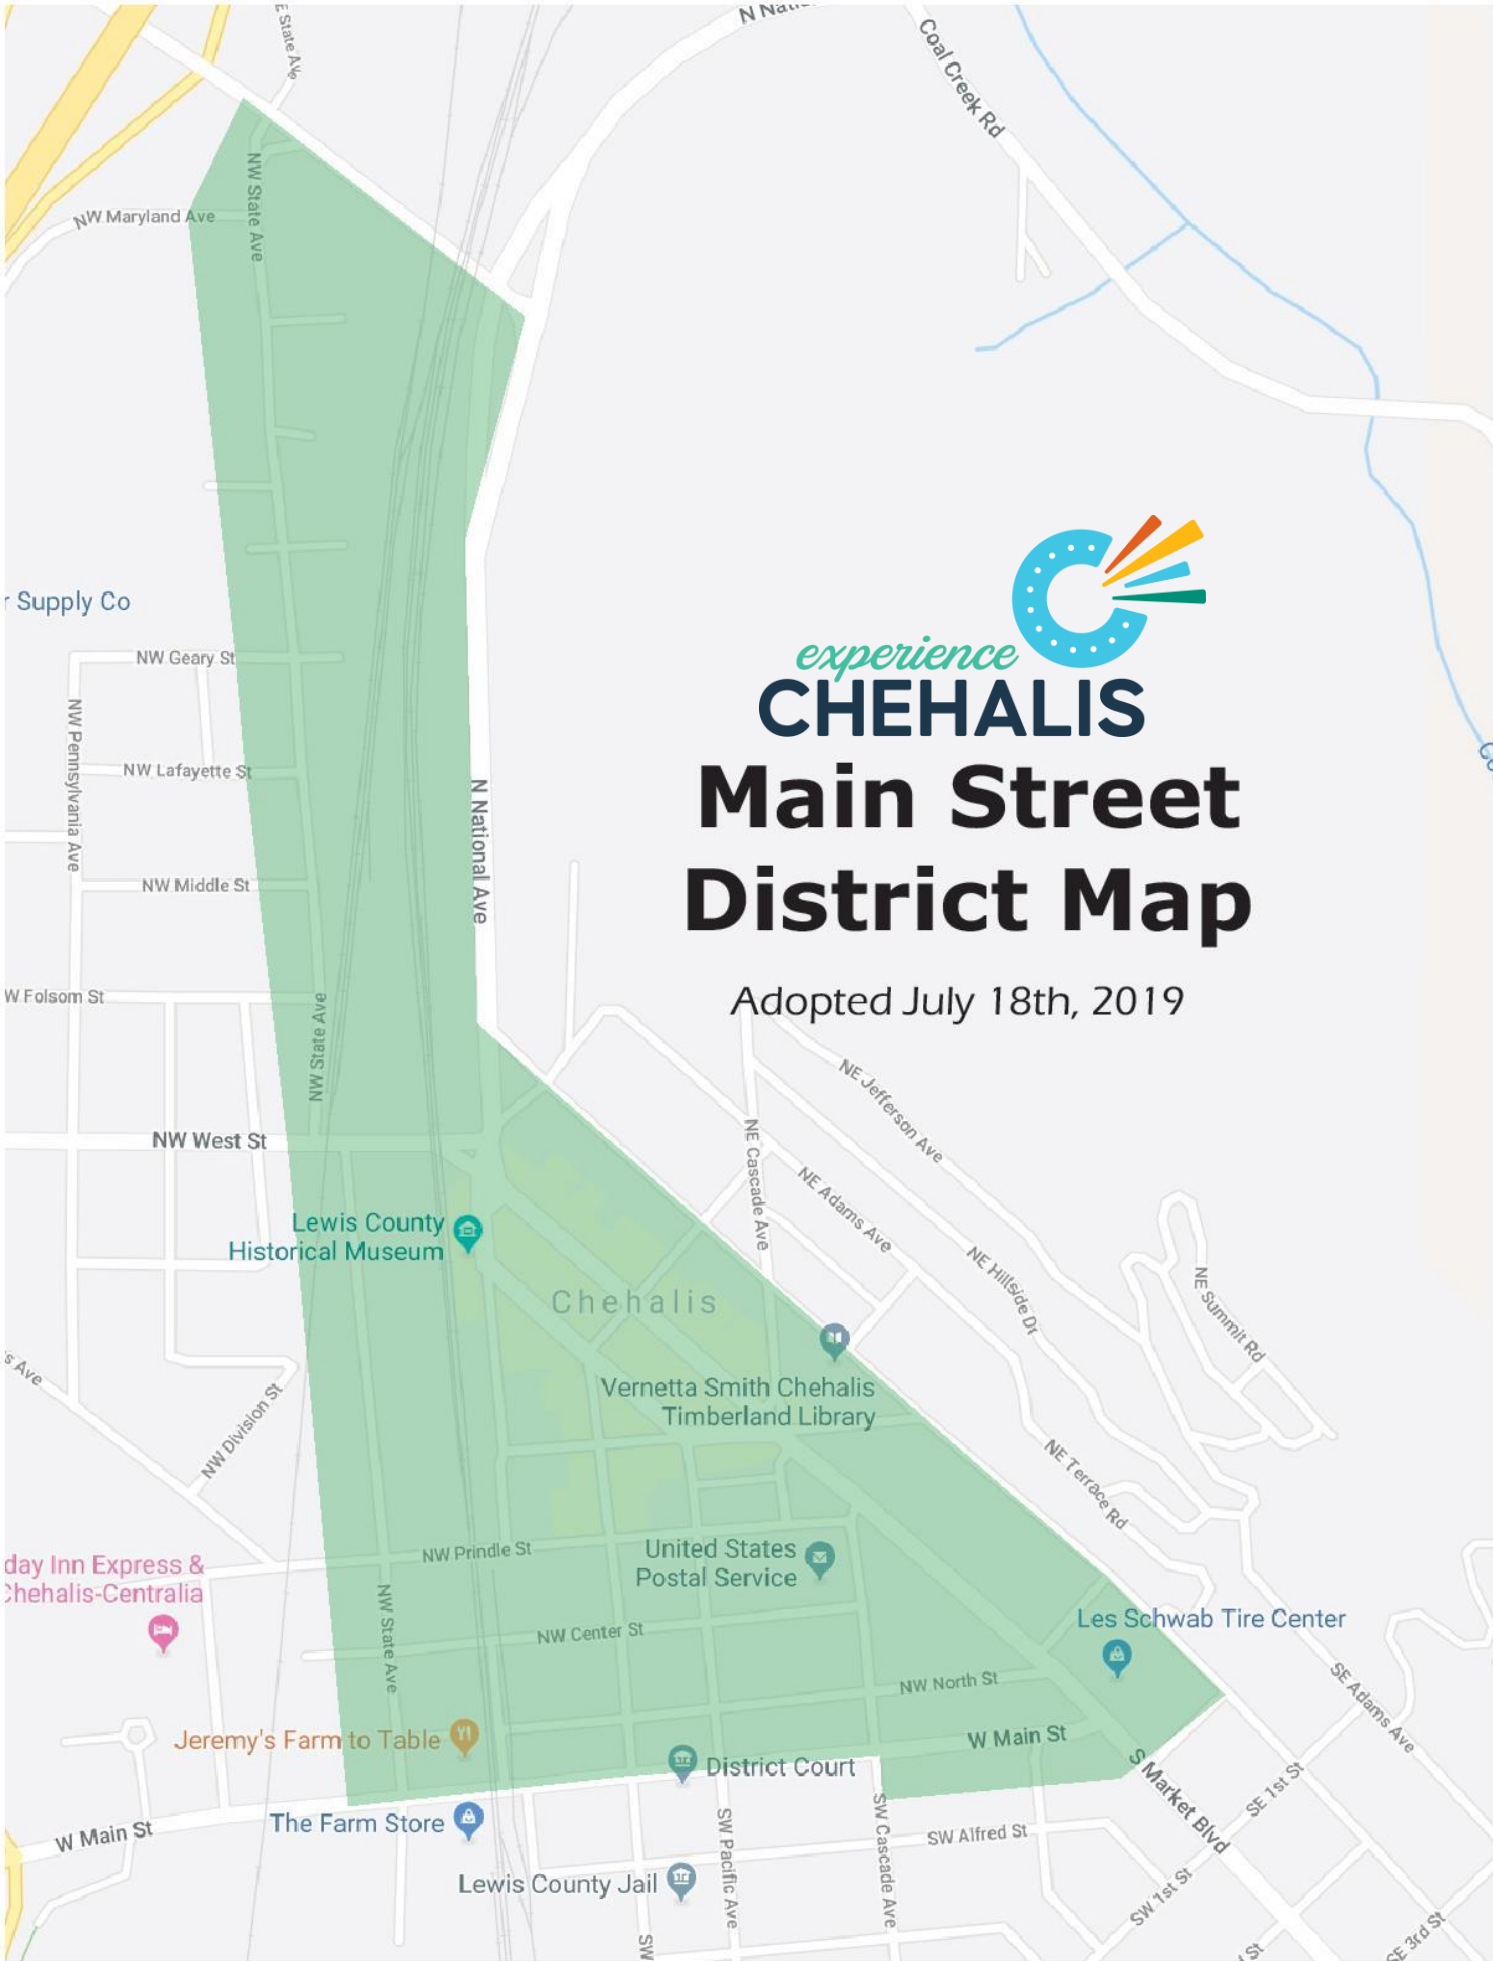 N Nati
E State Ave
Coal Creek Rd
NW State Ave
NW Maryland Ave
r Supply Co
experience
CHEHALIS
Main Street
District Map
Adopted July 18th, 2019
NW Geary St
NW Pennsylvania Ave
NW Lafayette St
N National Ave
NW Middle St
W Folsom St
NW State Ave
NE Jefferson Ave
NW West St
NE Cascade Ave
NE Adams Ave
Lewis County
Historical Museum
NE Hillside Dr
NE Summit Rd
Chehalis
s Ave
Vernetta Smith Chehalis
Timberland Library
NW Division St
NE Terrace Rd
NW Prindle St
United States
Postal Service
day Inn Express &
Chehalis-Centralia
NW State Ave
NW Center St
Les Schwab Tire Center
NW North St
SE Adams Ave
Jeremy's Farm to Table
W Main St
District Court
S Market Blvd
SE 1st St
The Farm Store
W Main St
SW Pacific Ave
SW Cascade Ave
SW Alfred St
Lewis County Jail
SW 1st St
SW
St
SE 3rd St